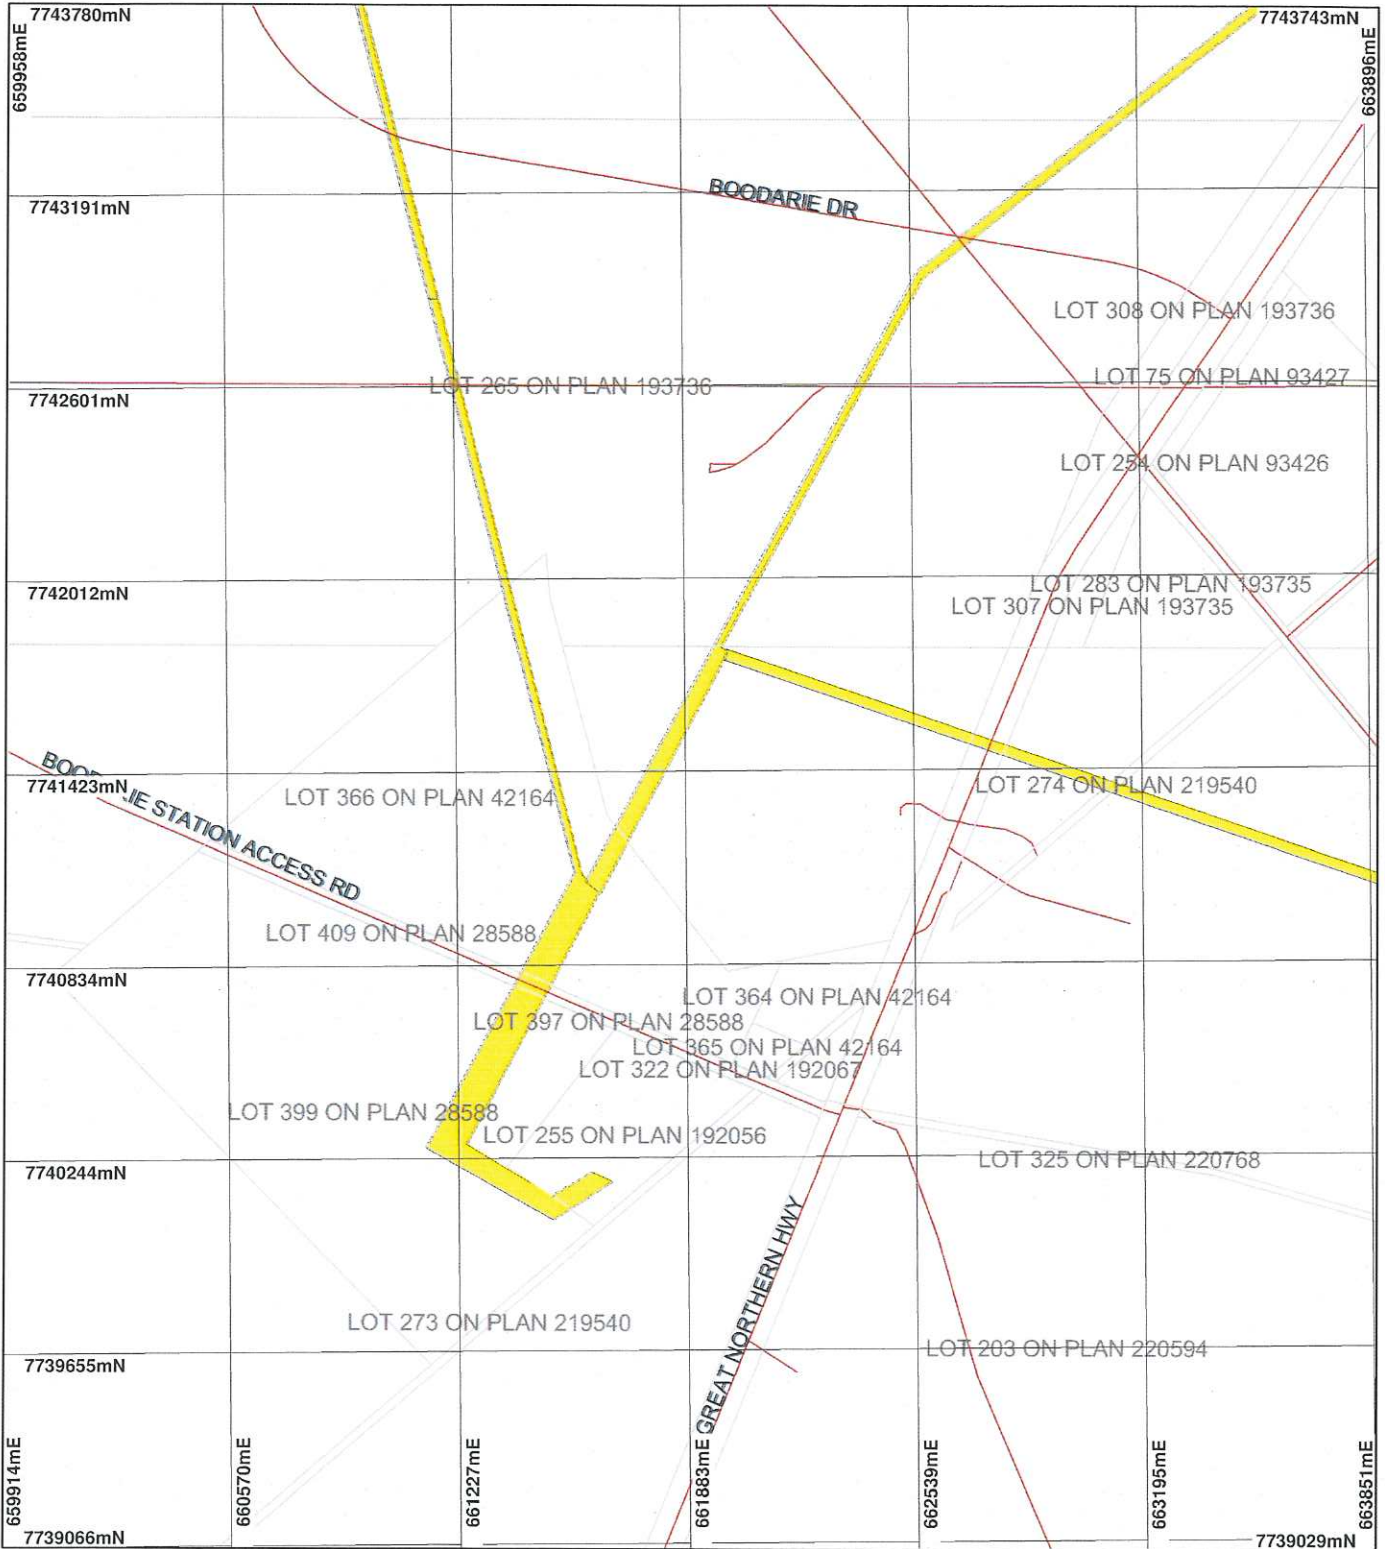 7743780mN
7743743mN
659958mE
663896mE
BOODARIE DR
7743191mN
LOT 308 ON PLAN 193736
LOT 75 ON PLAN 93427
LOT 265 ON PLAN 193736
7742601mN
LOT 254 ON PLAN 93426
LOT 283 ON PLAN 193735
7742012mN
LOT 307 ON PLAN 193735
7741423mN
LOT 274 ON PLAN 219540
LOT 366 ON PLAN 42164
STATION ACCESS RD
LOT 409 ON PLAN 28588
7740834mN
LOT 364 ON PLAN 42164
LOT 397 ON PLAN 28588
LOT 365 ON PLAN 42164
LOT 322 ON PLAN 192067
LOT 399 ON PLAN 28588
LOT 255 ON PLAN 192056
LOT 325 ON PLAN 220768
7740244mN
GREAT NORTHERN HWY
LOT 273 ON PLAN 219540
LOT 203 ON PLAN 220594
7739655mN
659914mE
660570mE
661227mE
661883mE
662539mE
663195mE
663851mE
7739066mN
7739029mN